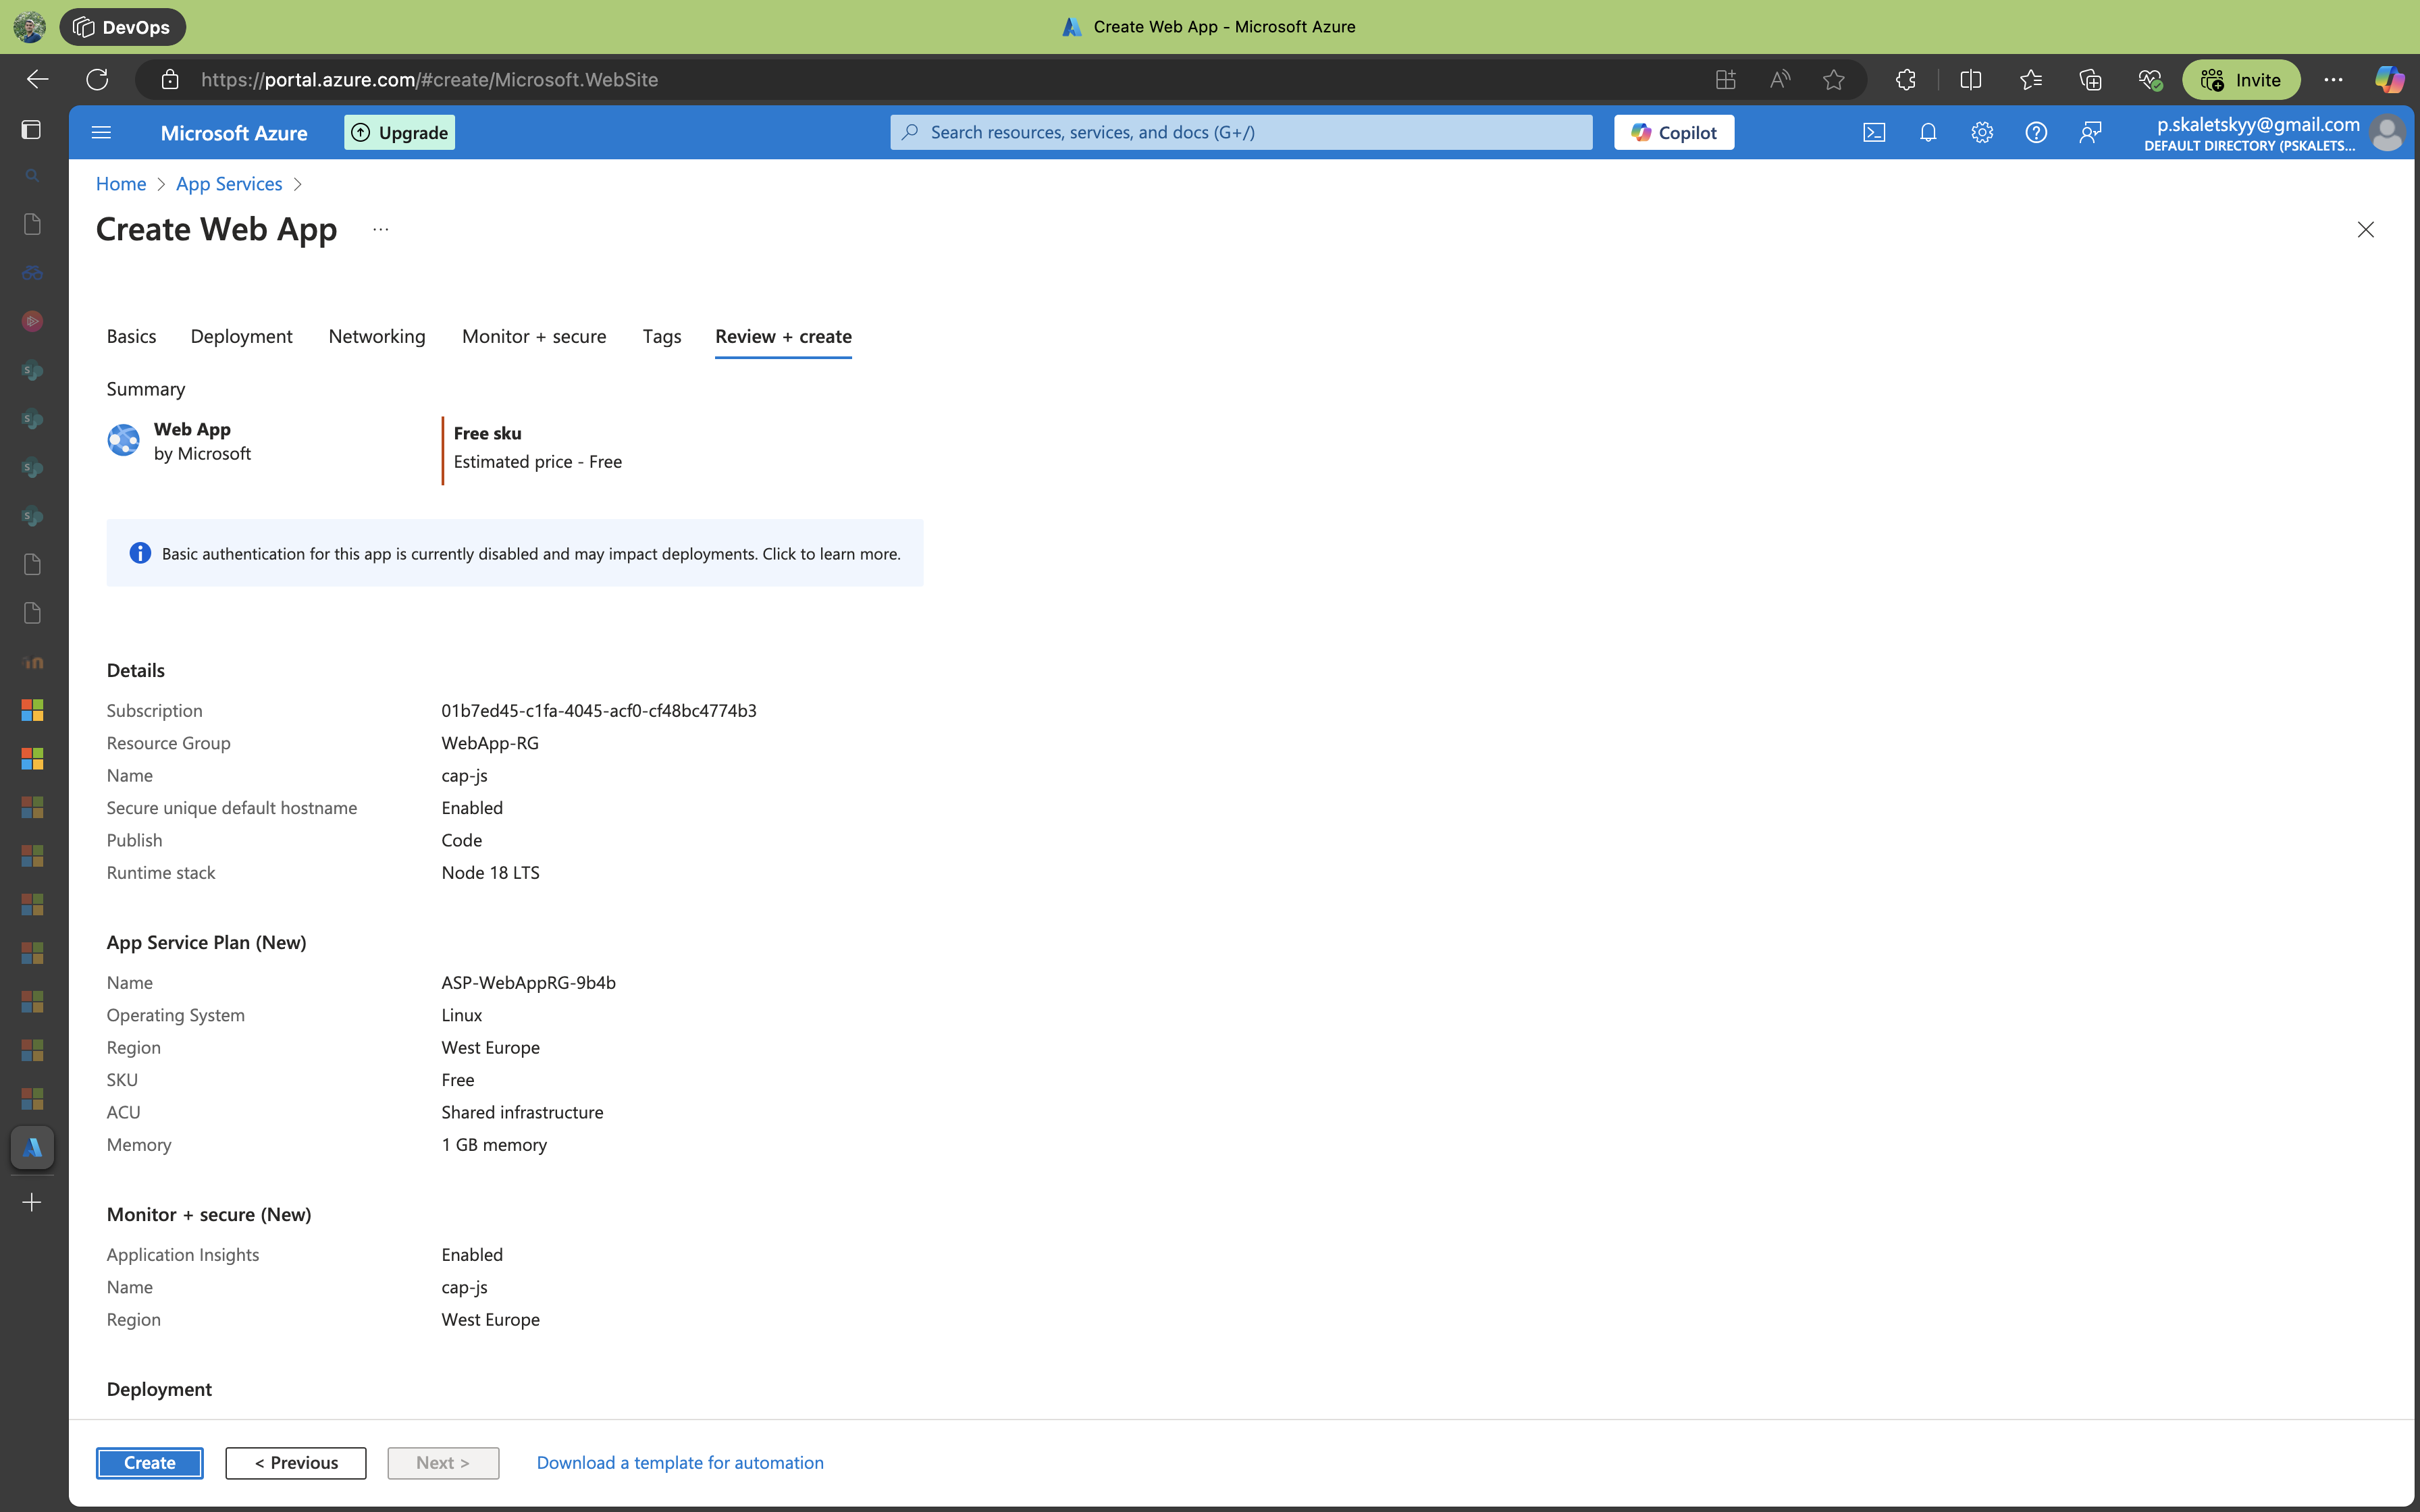 DevOps
Create Web App - Microsoft Azure
https://portal.azure.com/#create/Microsoft.WebSite
Invite
Microsoft Azure
Upgrade
Search resources, services, and docs (G+/)
Copilot
p.skaletskyy@gmail.com
DEFAULT DIRECTORY (PSKALETS...
Home > App Services >
Create Web App ...
Basics Deployment Networking Monitor + secure Tags Review + create
Summary
Web App
by Microsoft
Free sku
Estimated price - Free
Basic authentication for this app is currently disabled and may impact deployments. Click to learn more.
Details
Subscription 01b7ed45-c1fa-4045-acf0-cf48bc4774b3
Resource Group WebApp-RG
Name cap-js
Secure unique default hostname Enabled
Publish Code
Runtime stack Node 18 LTS
App Service Plan (New)
Name ASP-WebAppRG-9b4b
Operating System Linux
Region West Europe
SKU Free
ACU Shared infrastructure
Memory 1 GB memory
Monitor + secure (New)
Application Insights Enabled
Name cap-js
Region West Europe
Deployment
Create < Previous Next > Download a template for automation